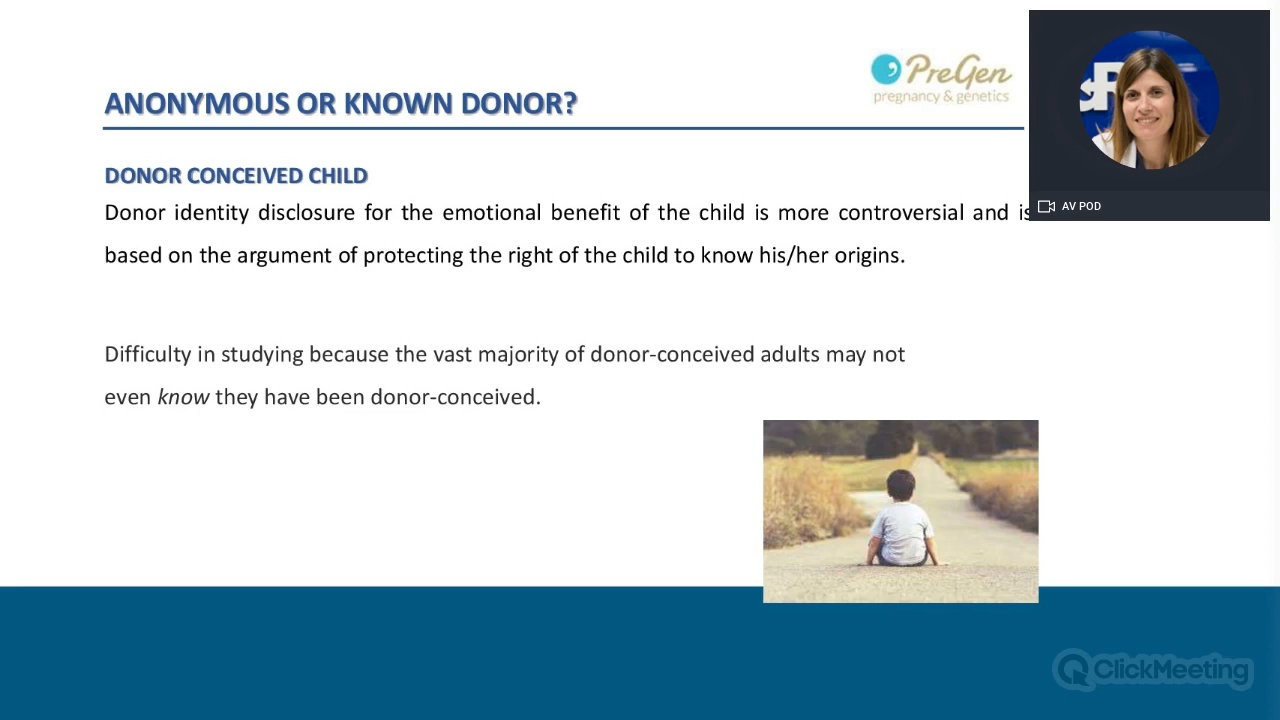 PreGen
pregnancy & genetics
ANONYMOUS OR KNOWN DONOR?
DONOR CONCEIVED CHILD
Donor identity disclosure for the emotional benefit of the child is more controversial and is
based on the argument of protecting the right of the child to know his/her origins.
Difficulty in studying because the vast majority of donor-conceived adults may not
even know they have been donor-conceived.
AV POD
ClickMeeting